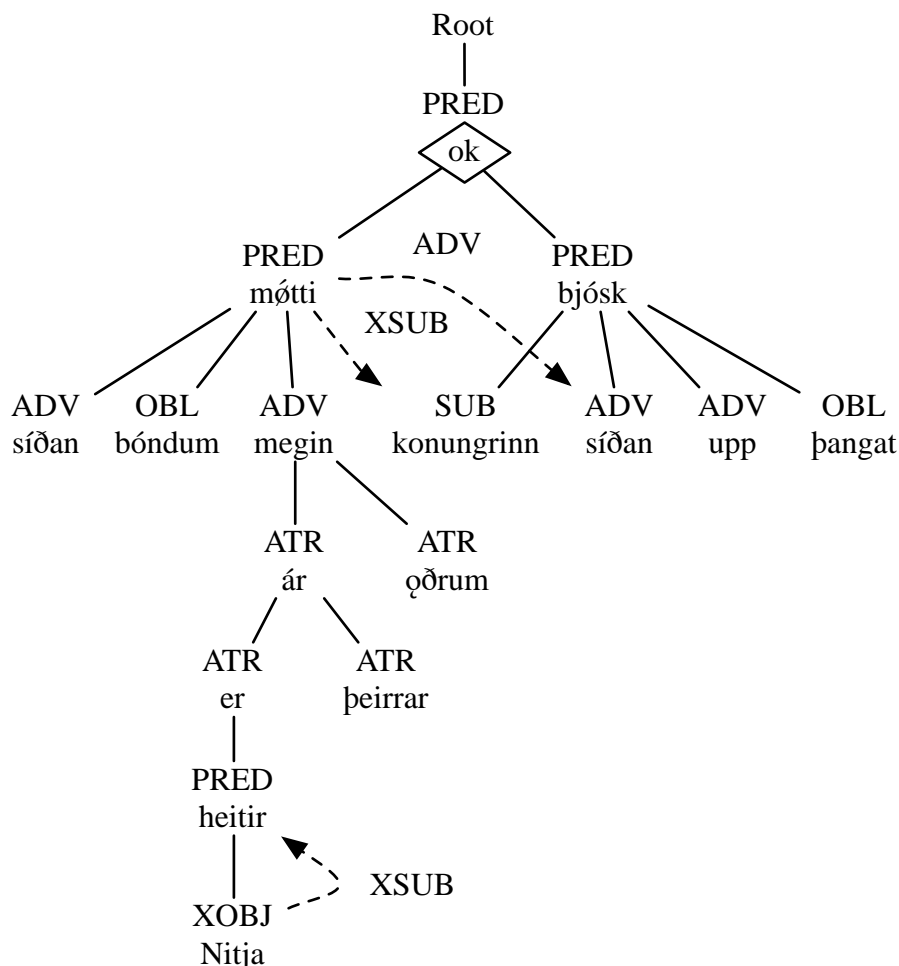 Root
PRED
ok
ADV
PRED PRED
mǿtti bjósk
XSUB
ADV OBL ADV SUB ADV ADV OBL
síðan bóndum megin konungrinn síðan upp þangat
ATR ATR
ár ǫðrum
ATR ATR
er þeirrar
PRED
heitir
XSUB
XOBJ
Nitja